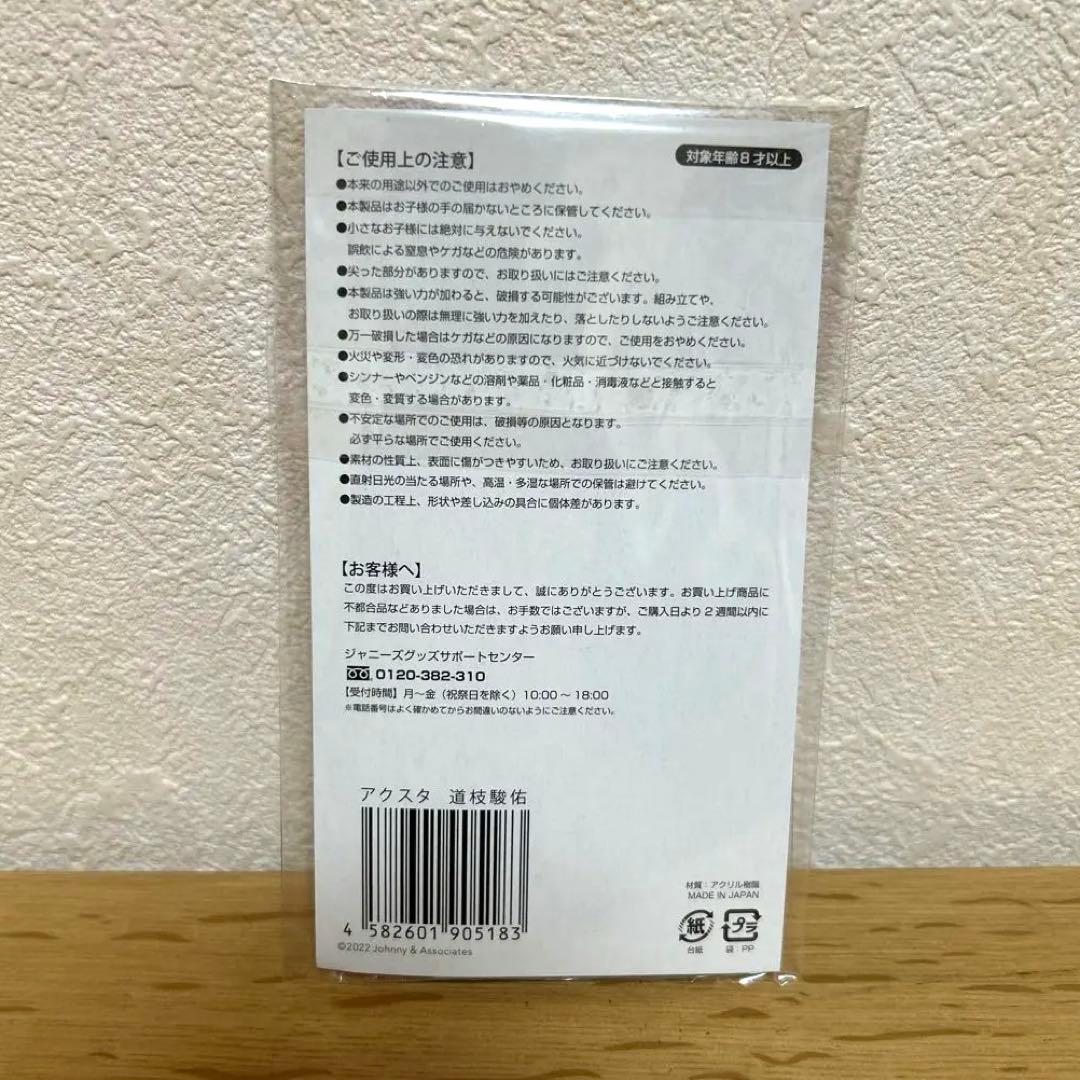 【ご使用上の注意】
対象年齢8才以上
●本来の用途以外でのご使用はおやめください。
●本製品はお子様の手の届かないところに保管してください。
●小さなお子様には絶対に与えないでください。
誤飲による窒息やケガなどの危険があります。
●尖った部分がありますので、お取り扱いにはご注意ください。
●本製品は強い力が加わると、破損する可能性がございます。組み立てや、
お取り扱いの際は無理に強い力を加えたり、落としたりしないようご注意ください。
●万一破損した場合はケガなどの原因になりますので、ご使用をおやめください。
●火災や変形・変色の恐れがありますので、火気に近づけないでください。
●シンナーやベンジンなどの溶剤や薬品・化粧品・消毒液などと接触すると
変色・変質する場合があります。
●不安定な場所でのご使用は、破損等の原因となります。
必ず平らな場所でご使用ください。
●素材の性質上、表面に傷がつきやすいため、お取り扱いにご注意ください。
●直射日光の当たる場所や、高温・多湿な場所での保管は避けてください。
●製造の工程上、形状や差し込みの具合に個体差があります。
【お客様へ】
この度はお買い上げいただきまして、誠にありがとうございます。お買い上げ商品に
不都合品などありました場合は、お手数ではございますが、ご購入日より2週間以内に
下記までお問い合わせいただきますようお願い申し上げます。
ジャニーズグッズサポートセンター
0120-382-310
【受付時間】月〜金（祝祭日を除く）10:00〜18:00
※電話番号はよく確かめてからお間違いのないようにご注意ください。
アクスタ 道枝駿佑
4 582601 905183
©2022 Johnny & Associates
材質：アクリル樹脂
MADE IN JAPAN
紙 プラ
台紙 袋：PP